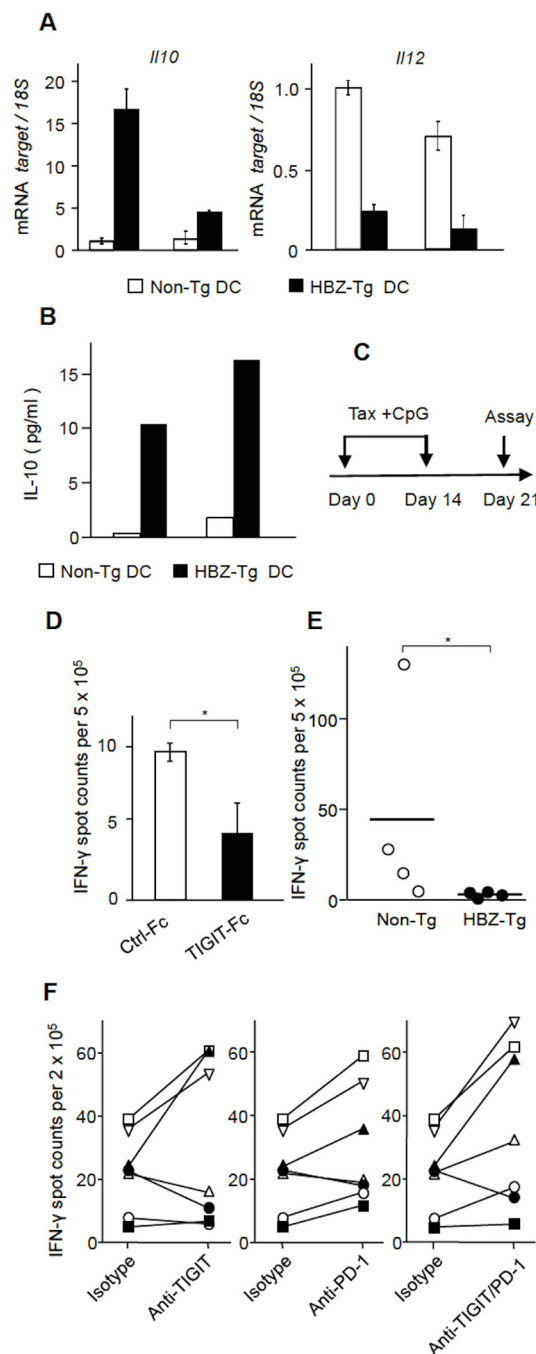 A
Il10
Il12
mRNA target / 18S
20
15
10
5
0
mRNA target / 18S
1.0
0.5
0
Non-Tg DC
HBZ-Tg DC
B
IL-10 ( pg/ml )
15
10
5
0
Non-Tg DC
HBZ-Tg DC
C
Tax +CpG
Assay
Day 0
Day 14
Day 21
D
IFN-γ spot counts per 5 x 10⁵
10
5
0
*
Ctrl-Fc
TIGIT-Fc
E
IFN-γ spot counts per 5 x 10⁵
100
50
0
*
Non-Tg
HBZ-Tg
F
IFN-γ spot counts per 2 x 10⁵
60
40
20
0
Isotype
Anti-TIGIT
60
40
20
0
Isotype
Anti-PD-1
60
40
20
0
Isotype
Anti-TIGIT/PD-1